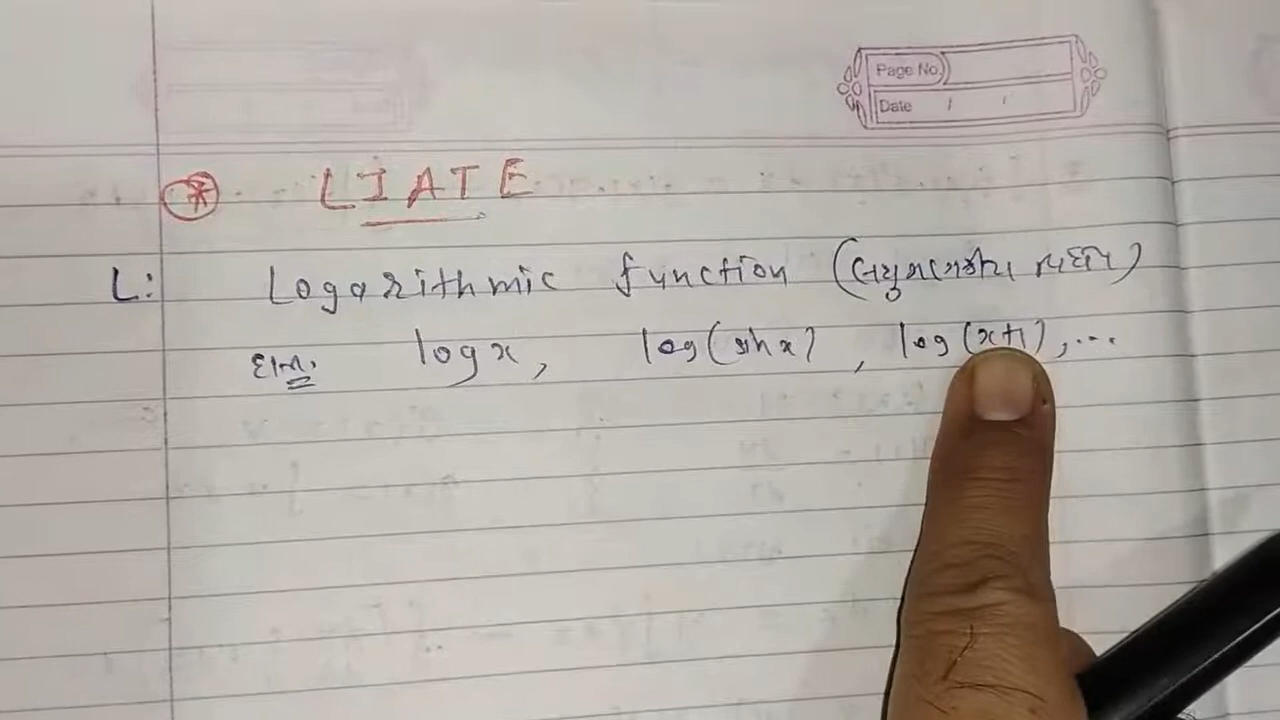 Page No.
Date / /
* LIATE
L: Logarithmic function (લઘુગણકીય વિધેય)
દા.ત. log x, log(sin x), log(x+1),...